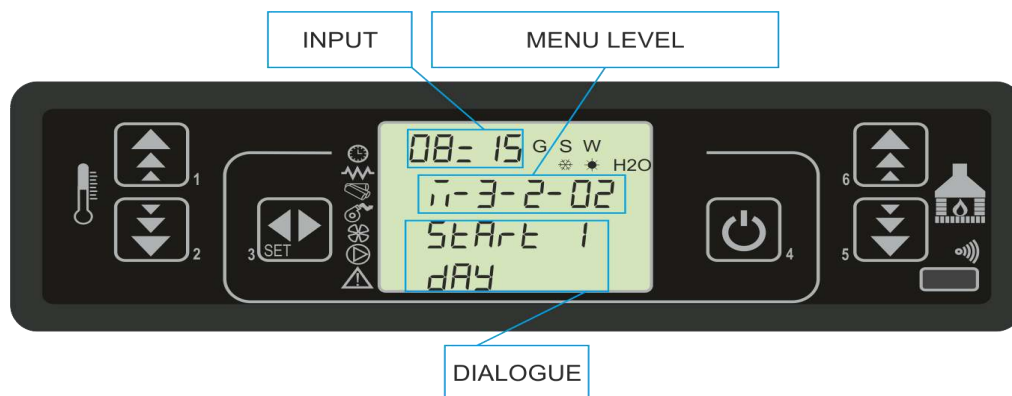 INPUT
MENU LEVEL
08:15 G S W
H2O
m-3-2-02
StArt 1
dAY
1
2
3 SET
4
5
6
DIALOGUE